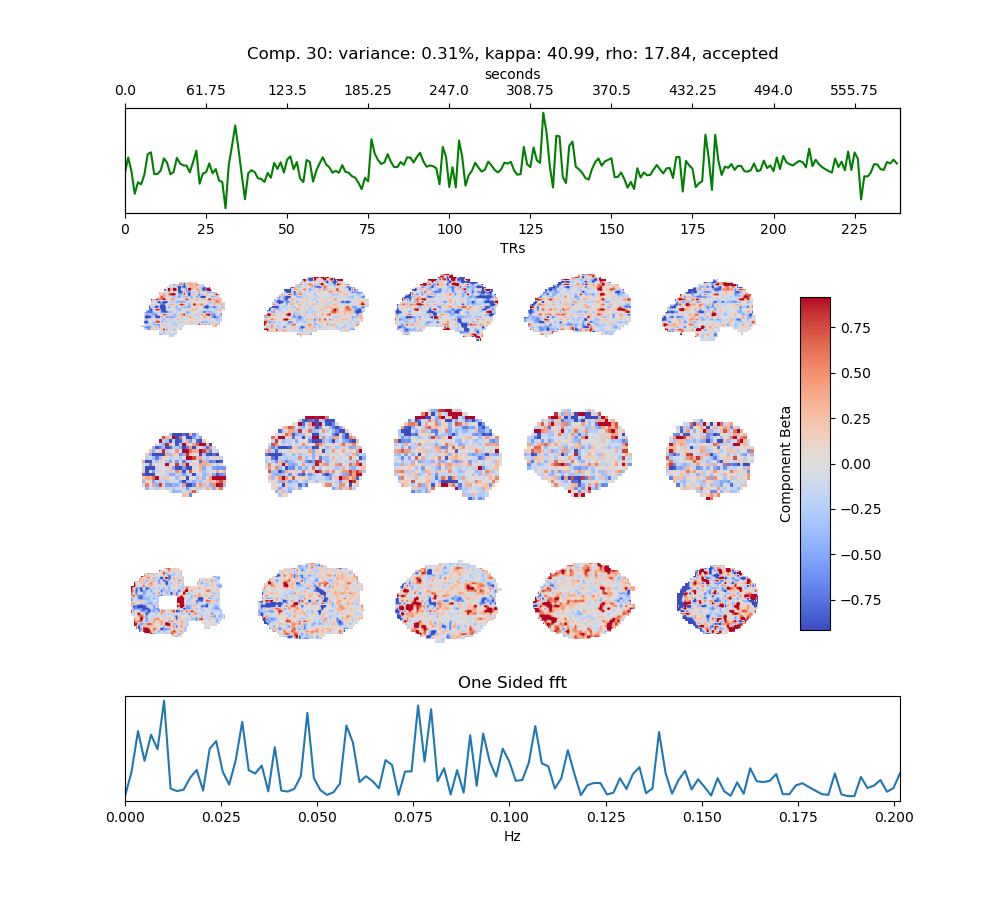 Comp. 30: variance: 0.31%, kappa: 40.99, rho: 17.84, accepted
seconds
0.0 61.75 123.5 185.25 247.0 308.75 370.5 432.25 494.0 555.75
0 25 50 75 100 125 150 175 200 225
TRs
0.75
0.50
0.25
0.00
−0.25
−0.50
−0.75
Component Beta
One Sided fft
0.000 0.025 0.050 0.075 0.100 0.125 0.150 0.175 0.200
Hz